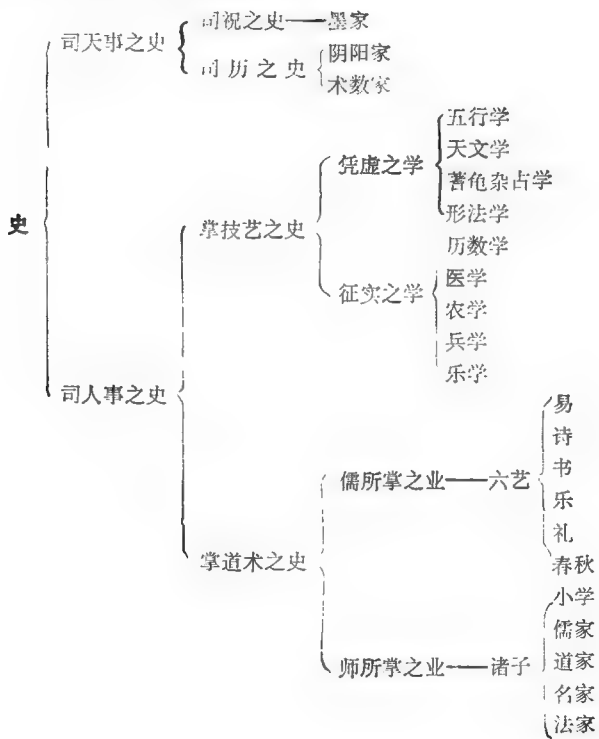 司祝之史——墨家
司天事之史
阴阳家
司历之史
术数家
五行学
天文学
凭虚之学
蓍龟杂占学
形法学
史
掌技艺之史
历数学
征实之学
医学
农学
兵学
乐学
司人事之史
易
诗
书
儒所掌之业——六艺
乐
礼
掌道术之史
春秋
小学
儒家
师所掌之业——诸子
道家
名家
法家